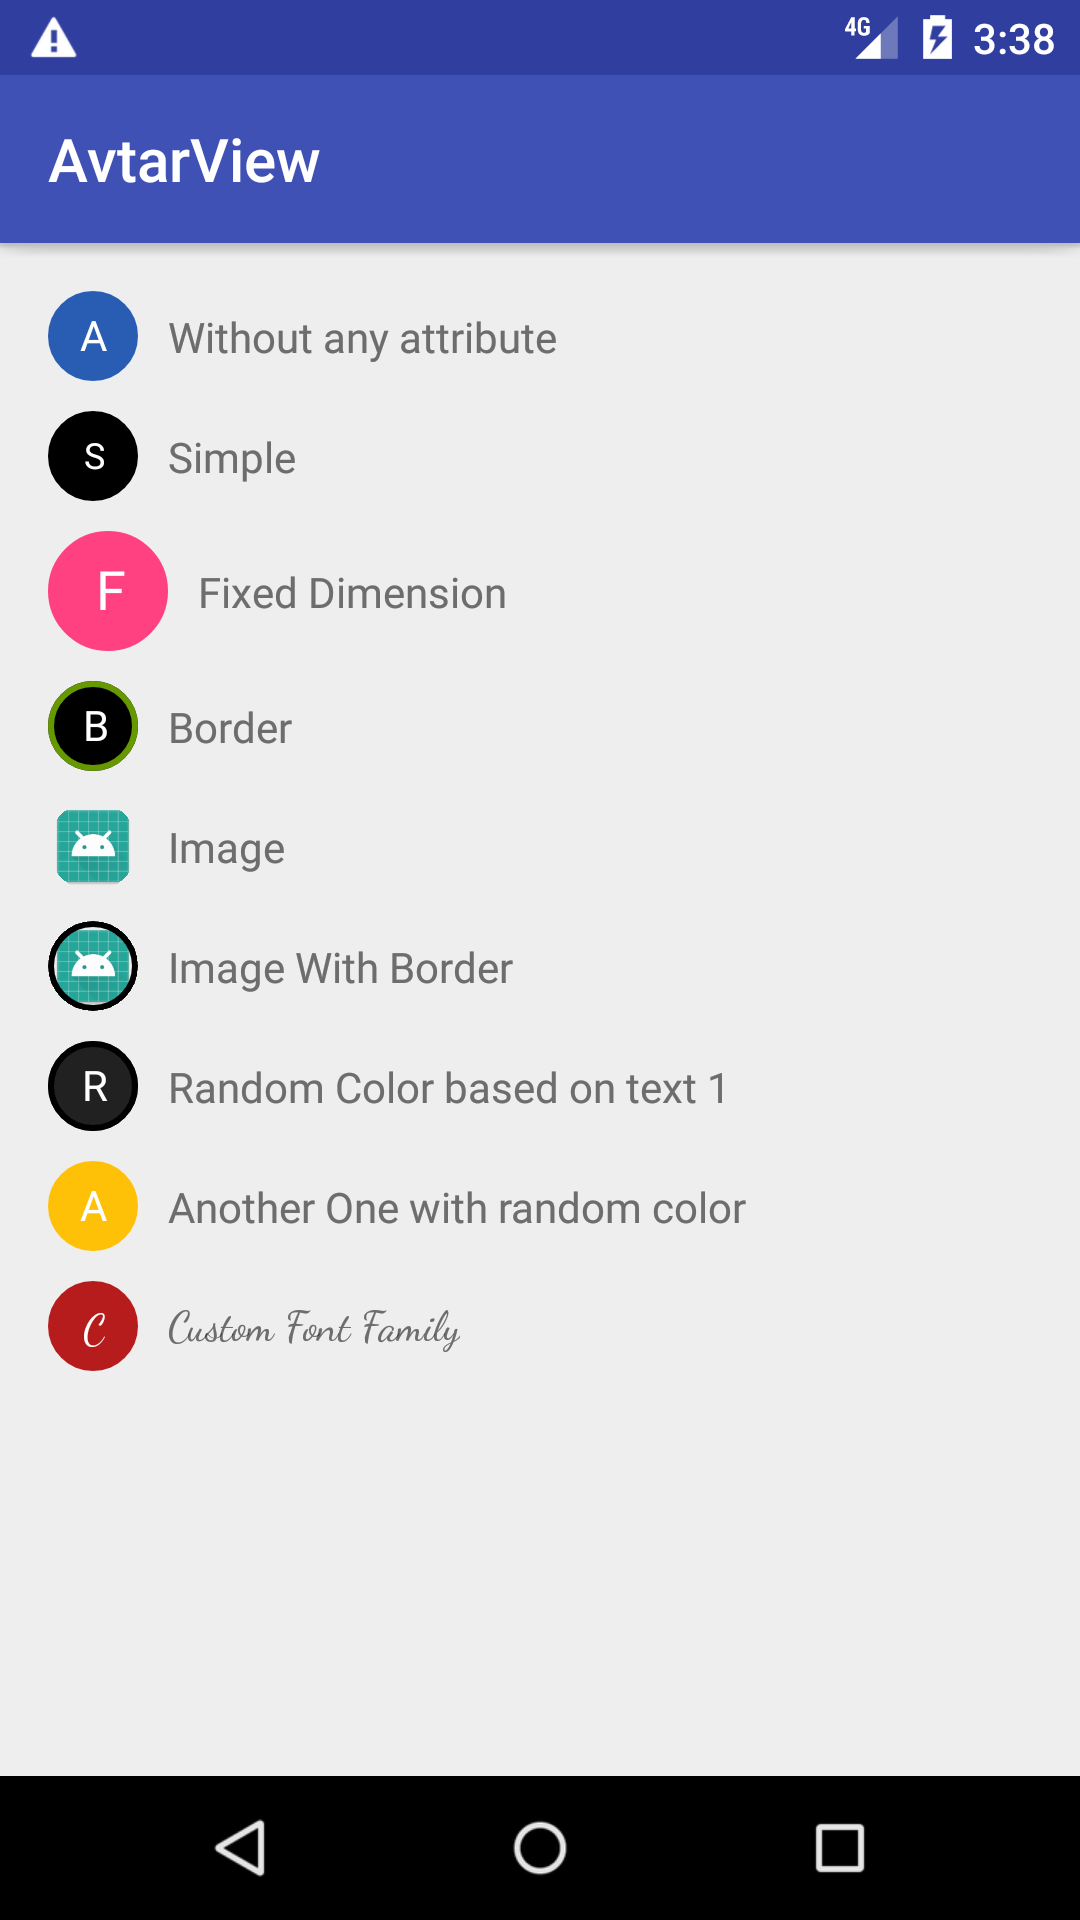 4G 3:38
AvtarView
A Without any attribute
S Simple
F Fixed Dimension
B Border
Image
Image With Border
R Random Color based on text 1
A Another One with random color
C Custom Font Family